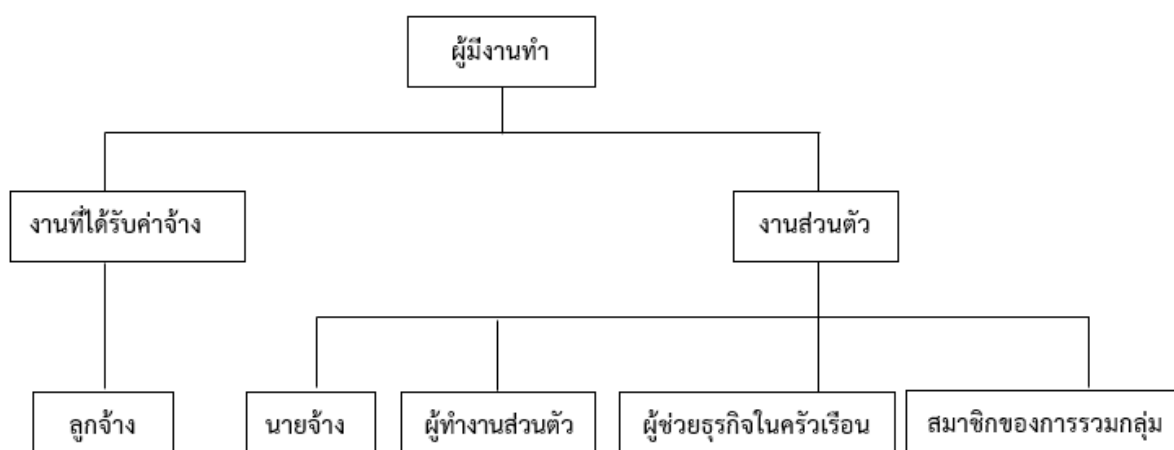 ผู้มีงานทำ
งานที่ได้รับค่าจ้าง
งานส่วนตัว
ลูกจ้าง
นายจ้าง
ผู้ทำงานส่วนตัว
ผู้ช่วยธุรกิจในครัวเรือน
สมาชิกของการรวมกลุ่ม